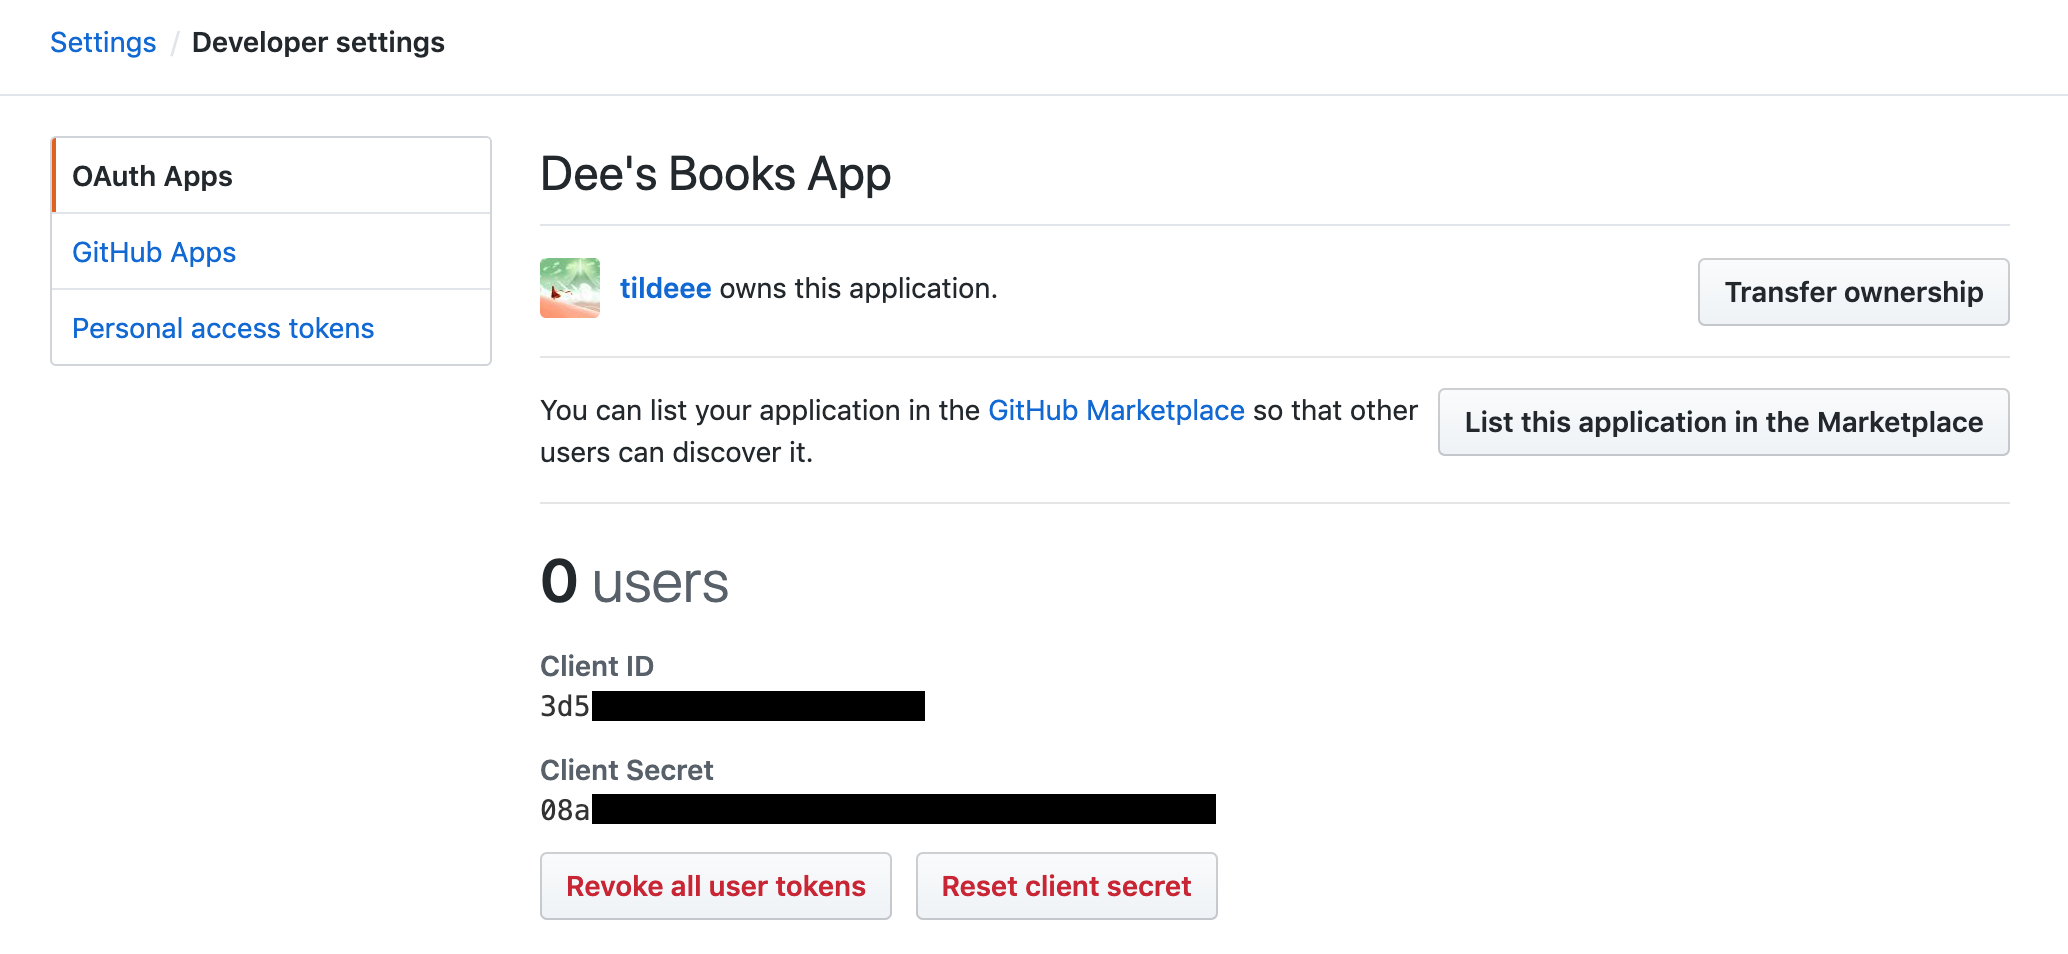 Settings / Developer settings
OAuth Apps
GitHub Apps
Personal access tokens
Dee's Books App
tildeee owns this application.
Transfer ownership
You can list your application in the GitHub Marketplace so that other
users can discover it.
List this application in the Marketplace
0 users
Client ID
3d5
Client Secret
08a
Revoke all user tokens
Reset client secret